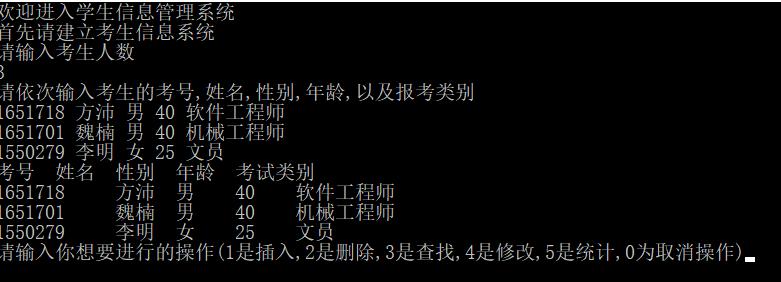 欢迎进入学生信息管理系统
首先请建立考生信息系统
请输入考生人数
3
请依次输入考生的考号,姓名,性别,年龄,以及报考类别
1651718 方沛 男 40 软件工程师
1651701 魏楠 男 40 机械工程师
1550279 李明 女 25 文员
考号 姓名 性别 年龄 考试类别
1651718 方沛 男 40 软件工程师
1651701 魏楠 男 40 机械工程师
1550279 李明 女 25 文员
请输入你想要进行的操作(1是插入,2是删除,3是查找,4是修改,5是统计,0为取消操作)